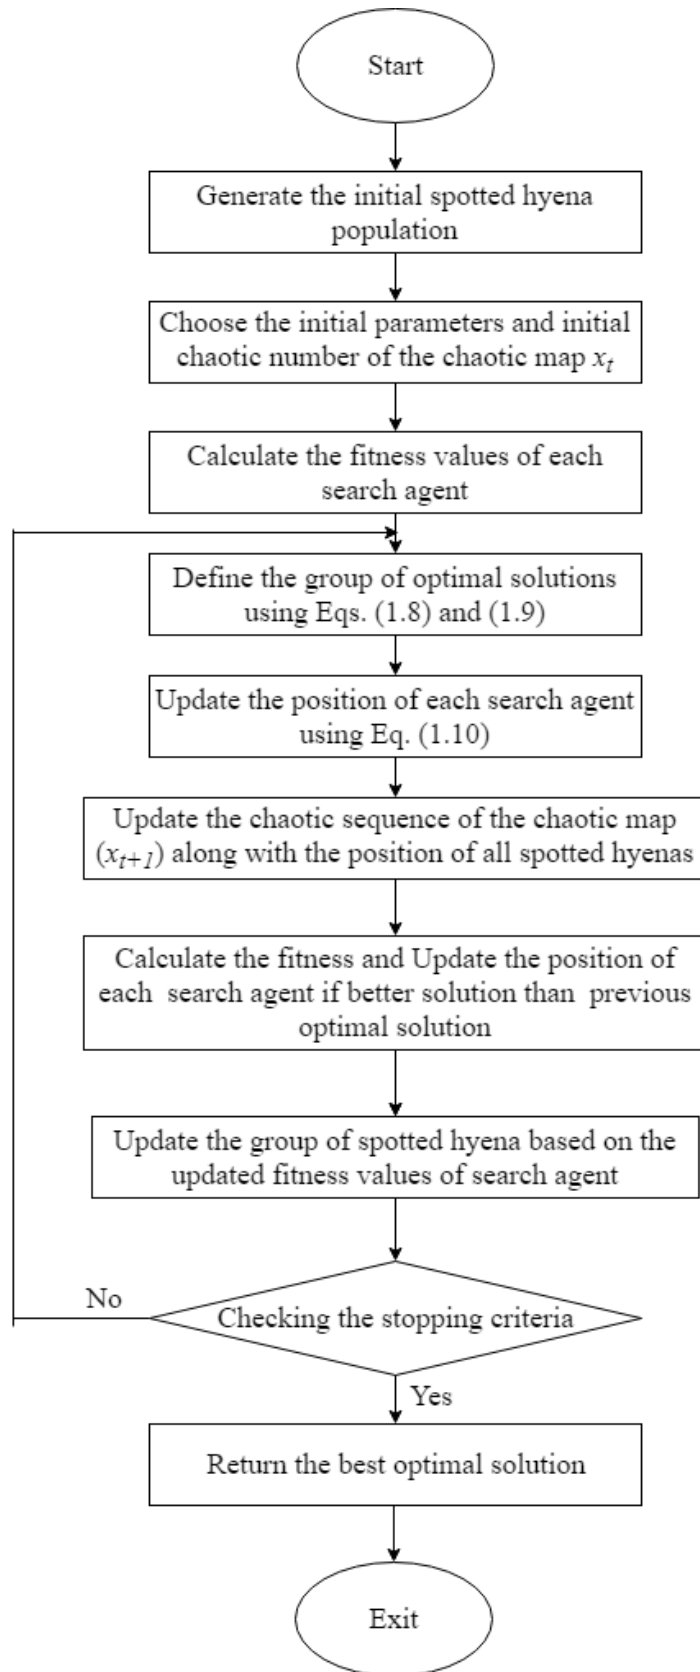 Start
Generate the initial spotted hyena
population
Choose the initial parameters and initial
chaotic number of the chaotic map xₜ
Calculate the fitness values of each
search agent
Define the group of optimal solutions
using Eqs. (1.8) and (1.9)
Update the position of each search agent
using Eq. (1.10)
Update the chaotic sequence of the chaotic map
(xₜ₊₁) along with the position of all spotted hyenas
Calculate the fitness and Update the position of
each search agent if better solution than previous
optimal solution
Update the group of spotted hyena based on the
updated fitness values of search agent
No
Checking the stopping criteria
Yes
Return the best optimal solution
Exit